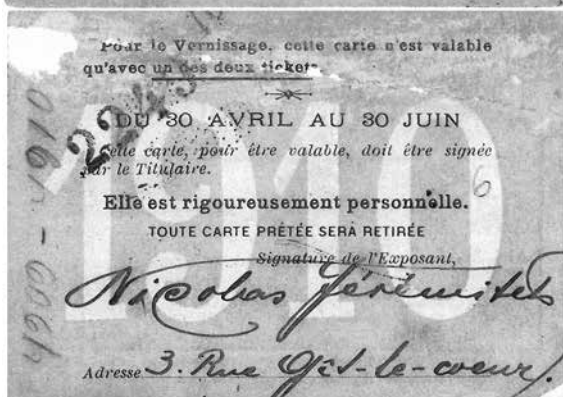 Pour le Vernissage, cette carte n'est valable
qu'avec un des deux tickets
DU 30 AVRIL AU 30 JUIN
Cette carte, pour être valable, doit être signée
par le Titulaire.
Elle est rigoureusement personnelle.
TOUTE CARTE PRÊTÉE SERA RETIRÉE
Signature de l'Exposant,
Nicolas
Adresse 3. Rue Gît-le-coeur.
1910